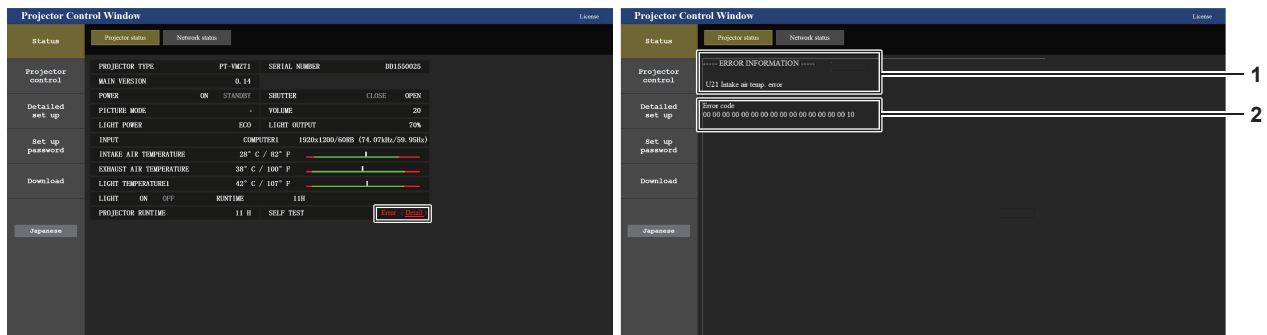 Projector Control Window
License
Status
Projector control
Detailed set up
Set up password
Download
Japanese
Projector status
Network status
PROJECTOR TYPE PT-VMZ71 SERIAL NUMBER DD1550025
MAIN VERSION 0.14
POWER ON STANDBY SHUTTER CLOSE OPEN
PICTURE MODE - VOLUME 20
LIGHT POWER ECO LIGHT OUTPUT 70%
INPUT COMPUTER1 1920x1200/60RB (74.07kHz/59.95Hz)
INTAKE AIR TEMPERATURE 28° C / 82° F
EXHAUST AIR TEMPERATURE 38° C / 100° F
LIGHT TEMPERATURE1 42° C / 107° F
LIGHT ON OFF RUNTIME 11H
PROJECTOR RUNTIME 11 H SELF TEST Error | Detail
Projector Control Window
License
Status
Projector control
Detailed set up
Set up password
Download
Japanese
Projector status
Network status
----- ERROR INFORMATION -----
U21 Intake air temp. error
Error code
00 00 00 00 00 00 00 00 00 00 00 00 00 00 00 10
1
2